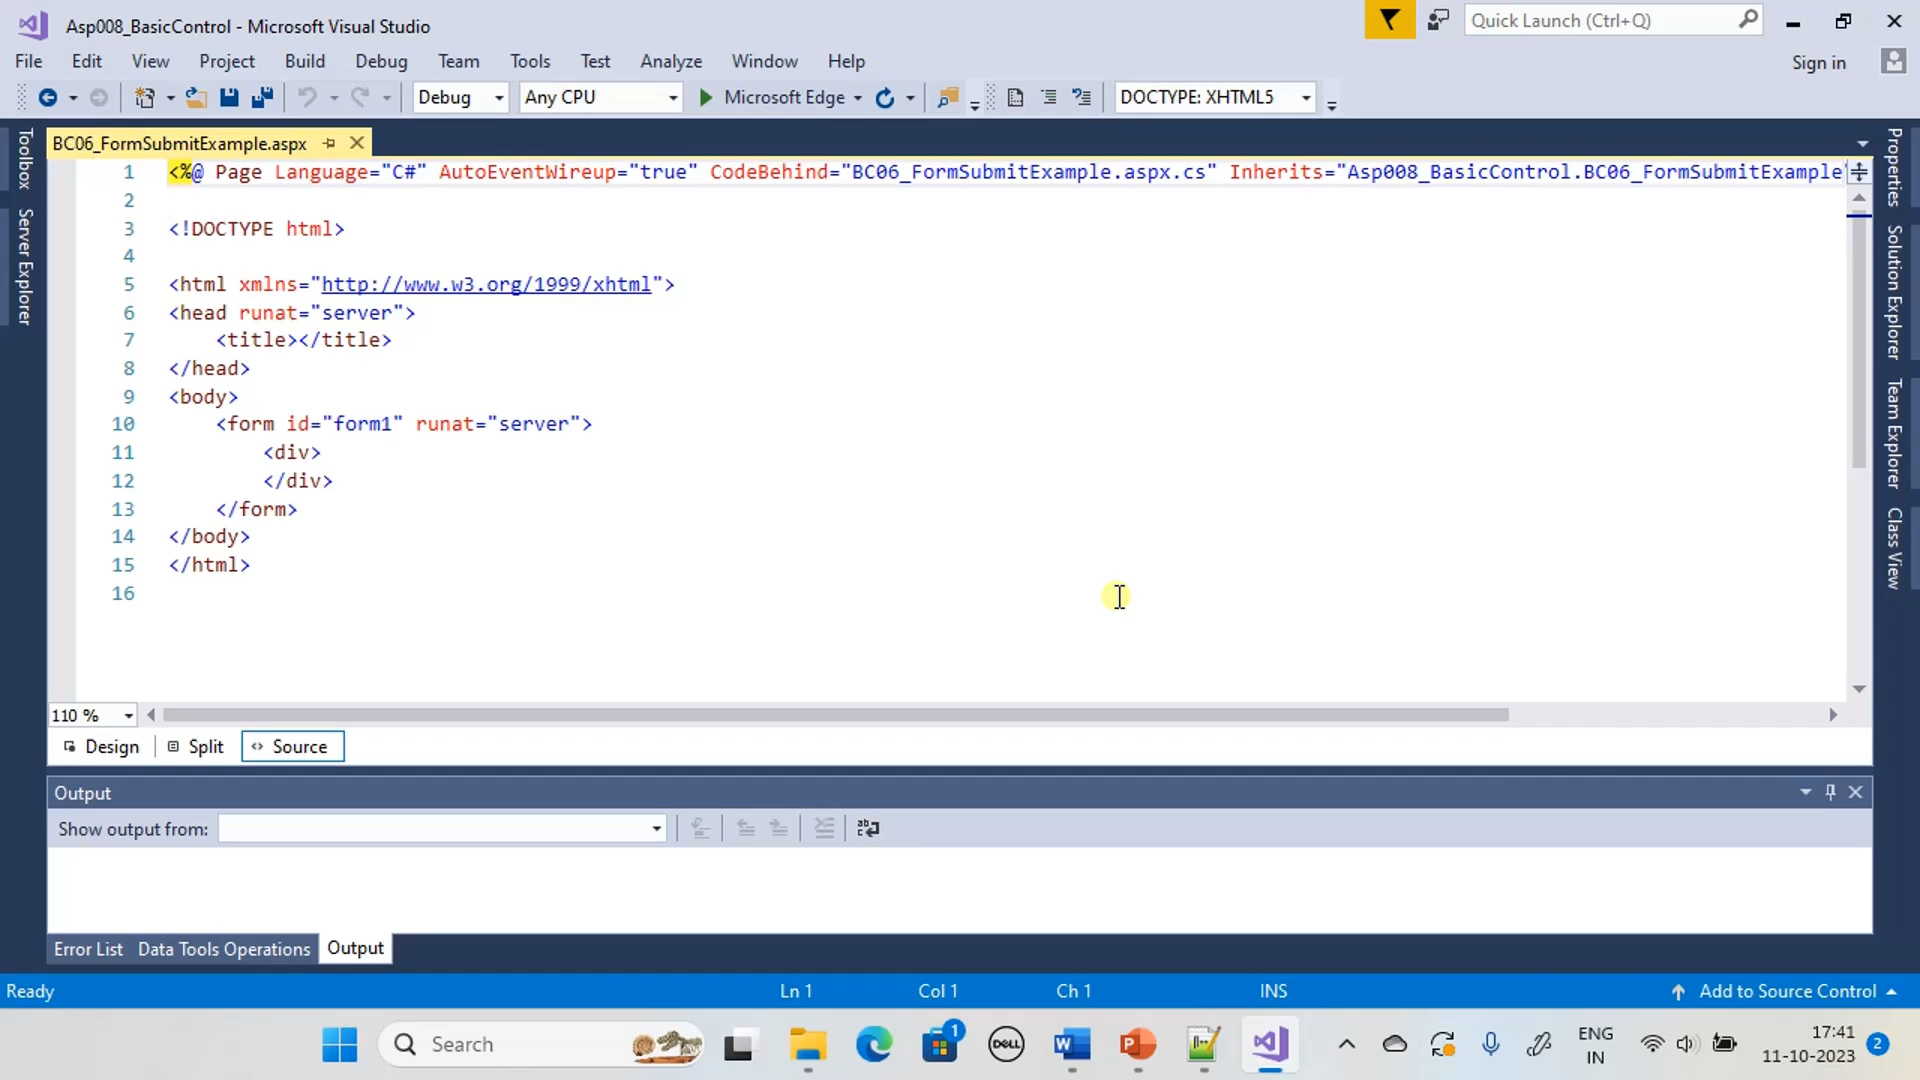 Asp008_BasicControl - Microsoft Visual Studio
Quick Launch (Ctrl+Q)
File Edit View Project Build Debug Team Tools Test Analyze Window Help
Sign in
Debug Any CPU Microsoft Edge DOCTYPE: XHTML5
Toolbox
Server Explorer
BC06_FormSubmitExample.aspx
1 <%@ Page Language="C#" AutoEventWireup="true" CodeBehind="BC06_FormSubmitExample.aspx.cs" Inherits="Asp008_BasicControl.BC06_FormSubmitExample"
2
3 <!DOCTYPE html>
4
5 <html xmlns="http://www.w3.org/1999/xhtml">
6 <head runat="server">
7 <title></title>
8 </head>
9 <body>
10 <form id="form1" runat="server">
11 <div>
12 </div>
13 </form>
14 </body>
15 </html>
16
Properties
Solution Explorer
Team Explorer
Class View
110 %
Design Split Source
Output
Show output from:
Error List Data Tools Operations Output
Ready Ln 1 Col 1 Ch 1 INS Add to Source Control
Search
1
DELL
W
P
ENG
IN
17:41
11-10-2023
2